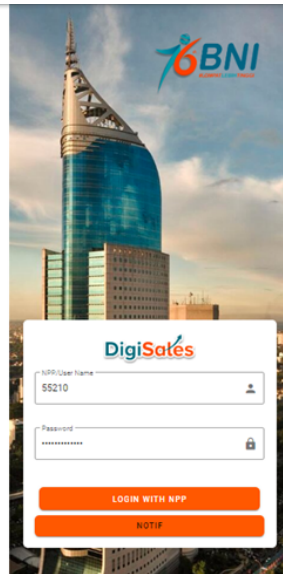 76BNI
DigiSales
NPP/User Name
55210
Password
•••••••••••••
LOGIN WITH NPP
NOTIF